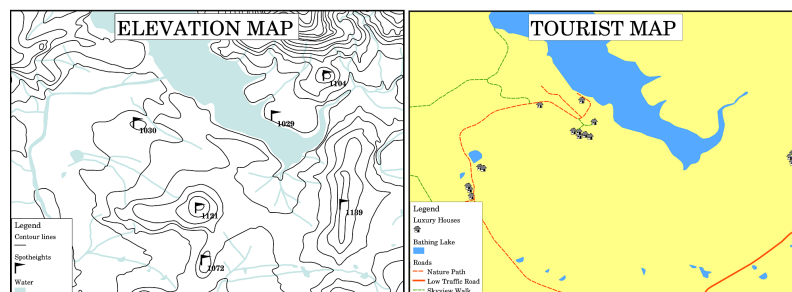 ELEVATION MAP
1104
1029
1030
1121
1139
1072
Legend
Contour lines
Spotheights
Water
TOURIST MAP
Legend
Luxury Houses
Bathing Lake
Roads
Nature Path
Low Traffic Road
Skyview Walk